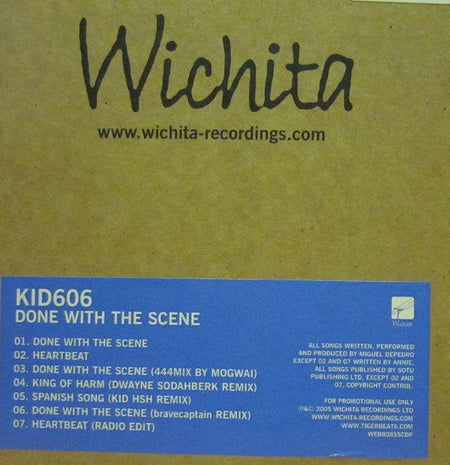 Wichita
www.wichita-recordings.com
KID606
DONE WITH THE SCENE
01. DONE WITH THE SCENE
02. HEARTBEAT
03. DONE WITH THE SCENE (444MIX BY MOGWAI)
04. KING OF HARM (DWAYNE SODAHBERK REMIX)
05. SPANISH SONG (KID HSH REMIX)
06. DONE WITH THE SCENE (bravecaptain REMIX)
07. HEARTBEAT (RADIO EDIT)
Wichita
ALL SONGS WRITTEN, PERFORMED
AND PRODUCED BY MIGUEL DEPEDRO
EXCEPT 02 AND 07 WRITTEN BY ANNIE.
ALL SONGS PUBLISHED BY SOTU
PUBLISHING LTD, EXCEPT 02 AND
07, COPYRIGHT CONTROL.
FOR PROMOTIONAL USE ONLY
℗&© 2005 WICHITA RECORDINGS LTD
WWW.WICHITA-RECORDINGS.COM
WWW.TIGERBEAT6.COM
WEBR085SCDP